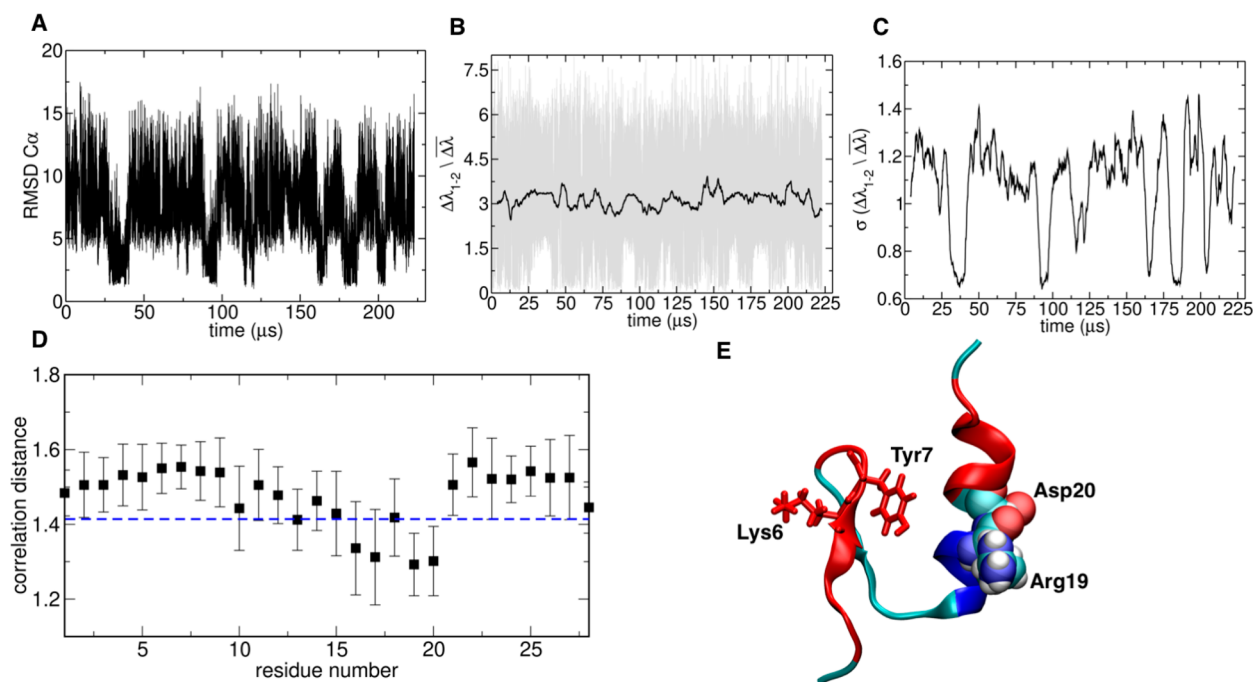 A
RMSD Cα
20
15
10
5
0
0 50 100 150 200
time (μs)
B
Δλ1-2 \ Δλ̅
7.5
6
4.5
3
1.5
0
0 25 50 75 100 125 150 175 200 225
time (μs)
C
σ (Δλ1-2 \ Δλ̅)
1.6
1.4
1.2
1
0.8
0.6
0 25 50 75 100 125 150 175 200 225
time (μs)
D
correlation distance
1.8
1.6
1.4
1.2
5 10 15 20 25
residue number
E
Tyr7
Asp20
Lys6
Arg19